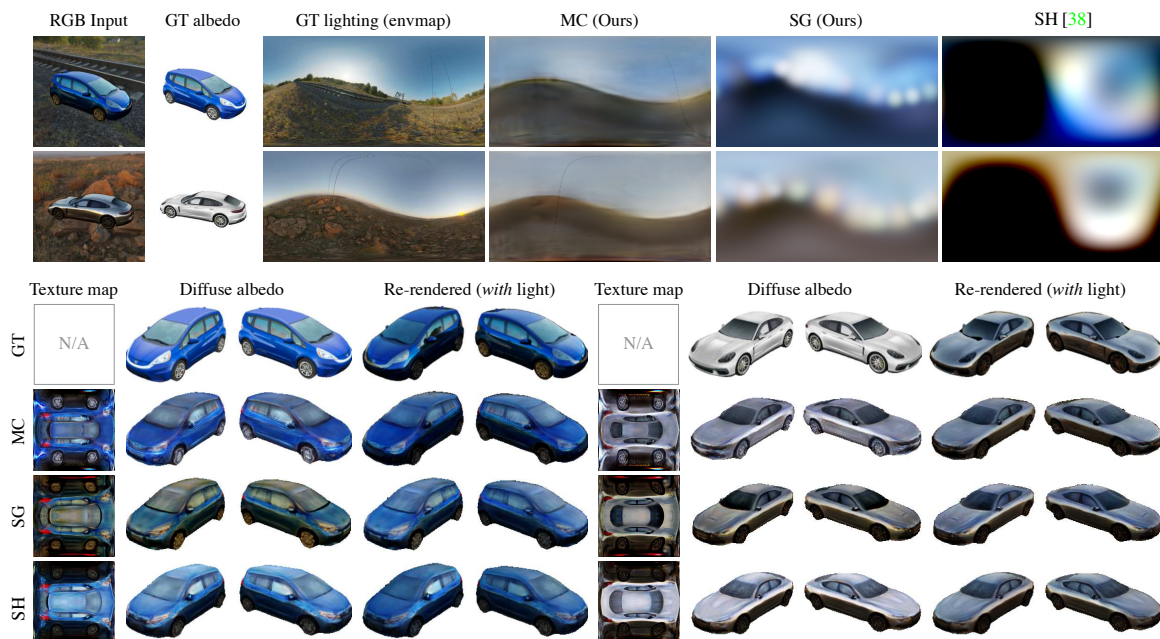 RGB Input GT albedo GT lighting (envmap) MC (Ours) SG (Ours) SH [38]
Texture map Diffuse albedo Re-rendered (with light) Texture map Diffuse albedo Re-rendered (with light)
GT N/A N/A
MC
SG
SH